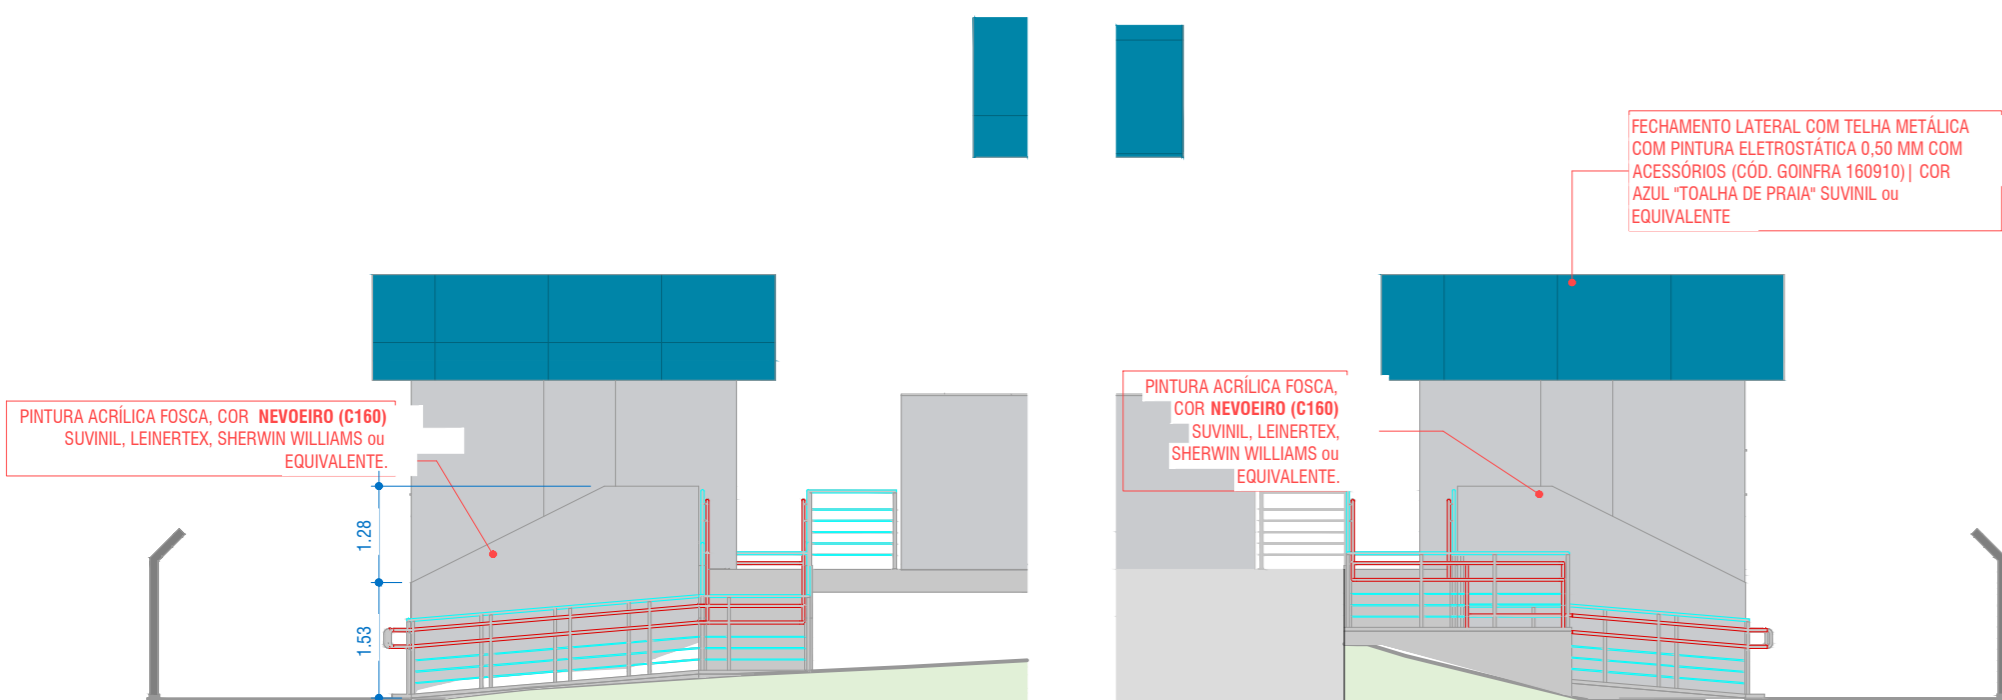 FECHAMENTO LATERAL COM TELHA METÁLICA
COM PINTURA ELETROSTÁTICA 0,50 MM COM
ACESSÓRIOS (CÓD. GOINFRA 160910) | COR
AZUL "TOALHA DE PRAIA" SUVINIL ou
EQUIVALENTE
PINTURA ACRÍLICA FOSCA, COR NEVOEIRO (C160)
SUVINIL, LEINERTEX, SHERWIN WILLIAMS ou
EQUIVALENTE.
PINTURA ACRÍLICA FOSCA,
COR NEVOEIRO (C160)
SUVINIL, LEINERTEX,
SHERWIN WILLIAMS ou
EQUIVALENTE.
1.28
1.53